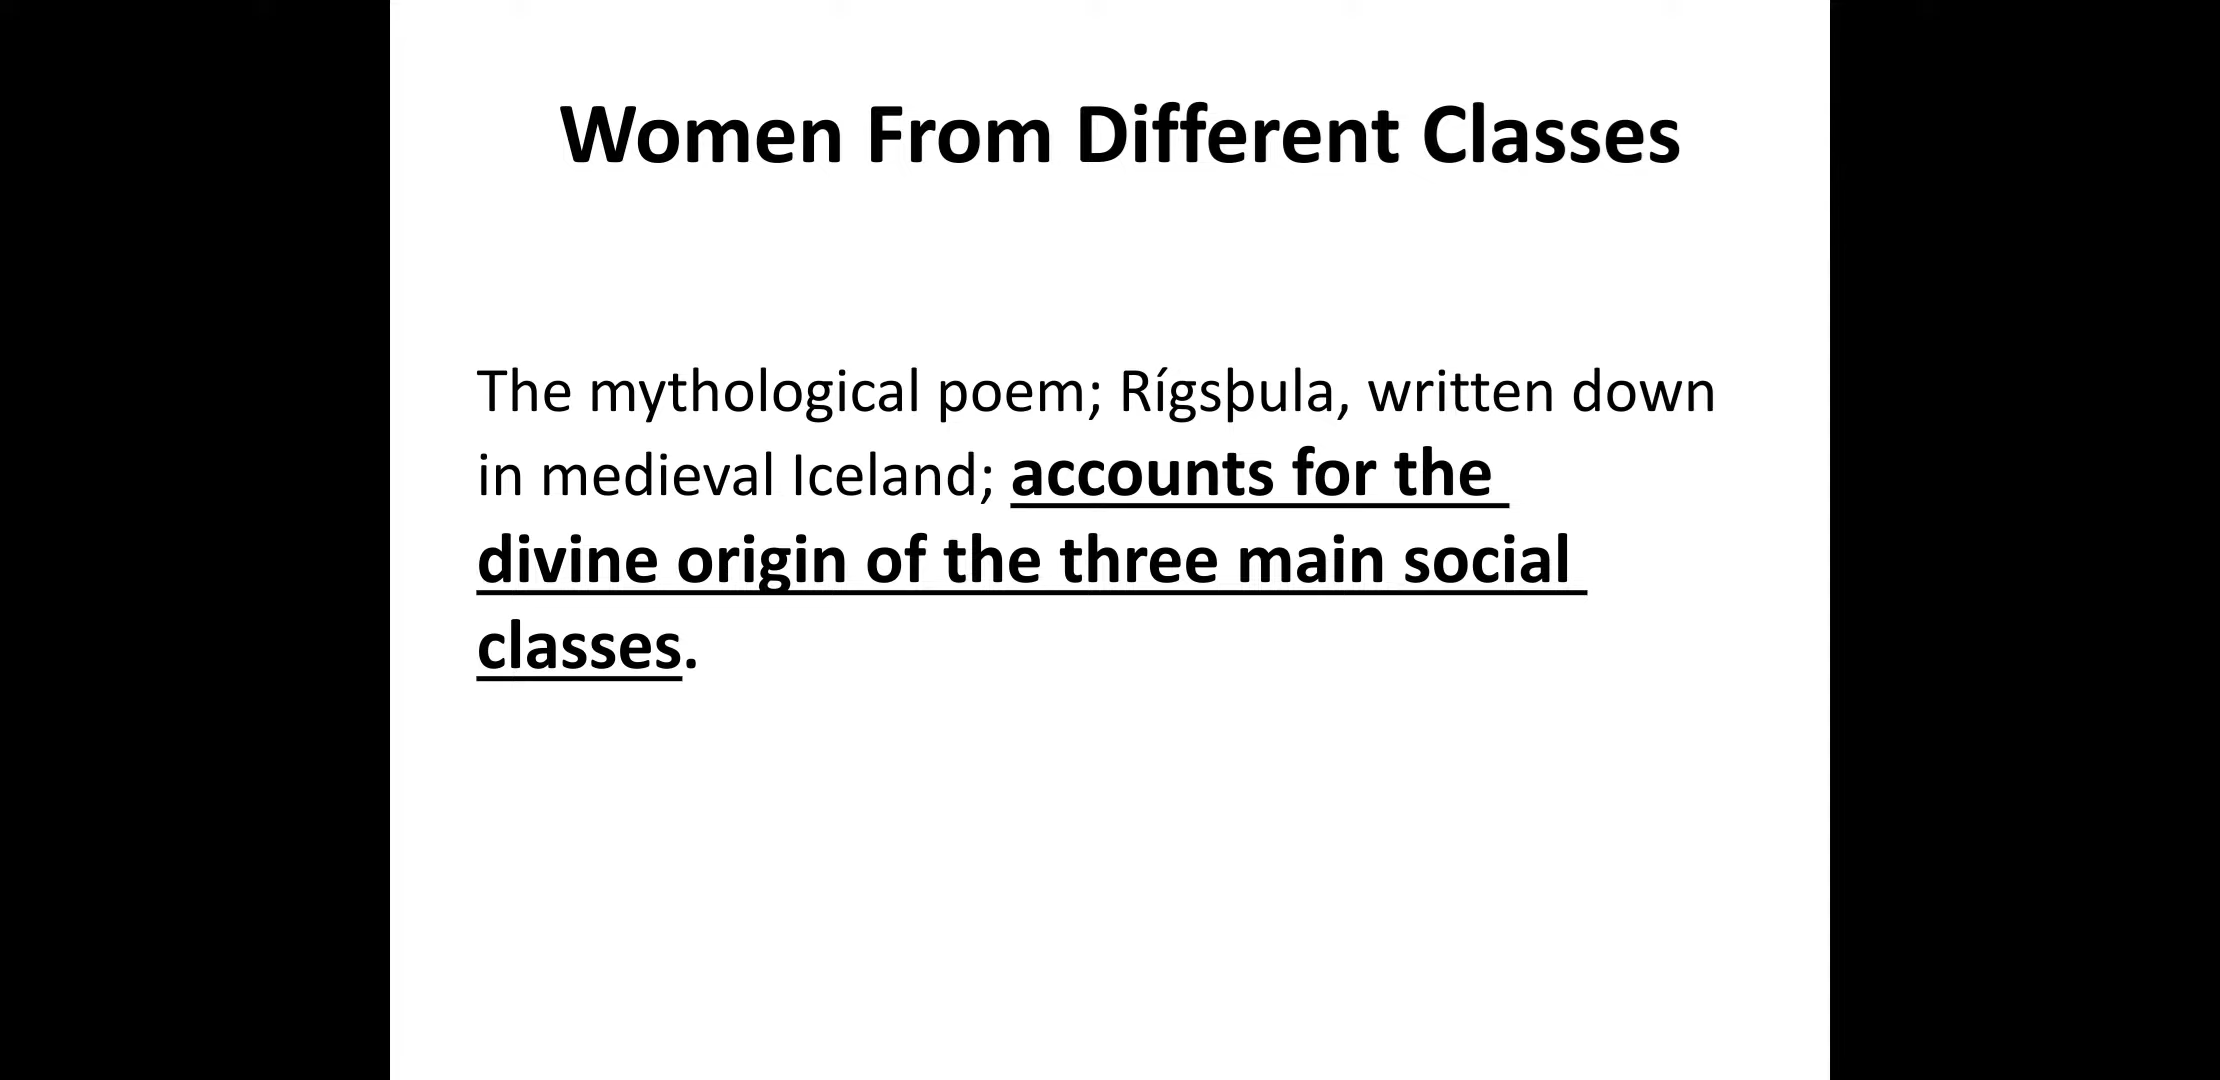 Women From Different Classes
The mythological poem; Rígsþula, written down
in medieval Iceland; accounts for the
divine origin of the three main social
classes.